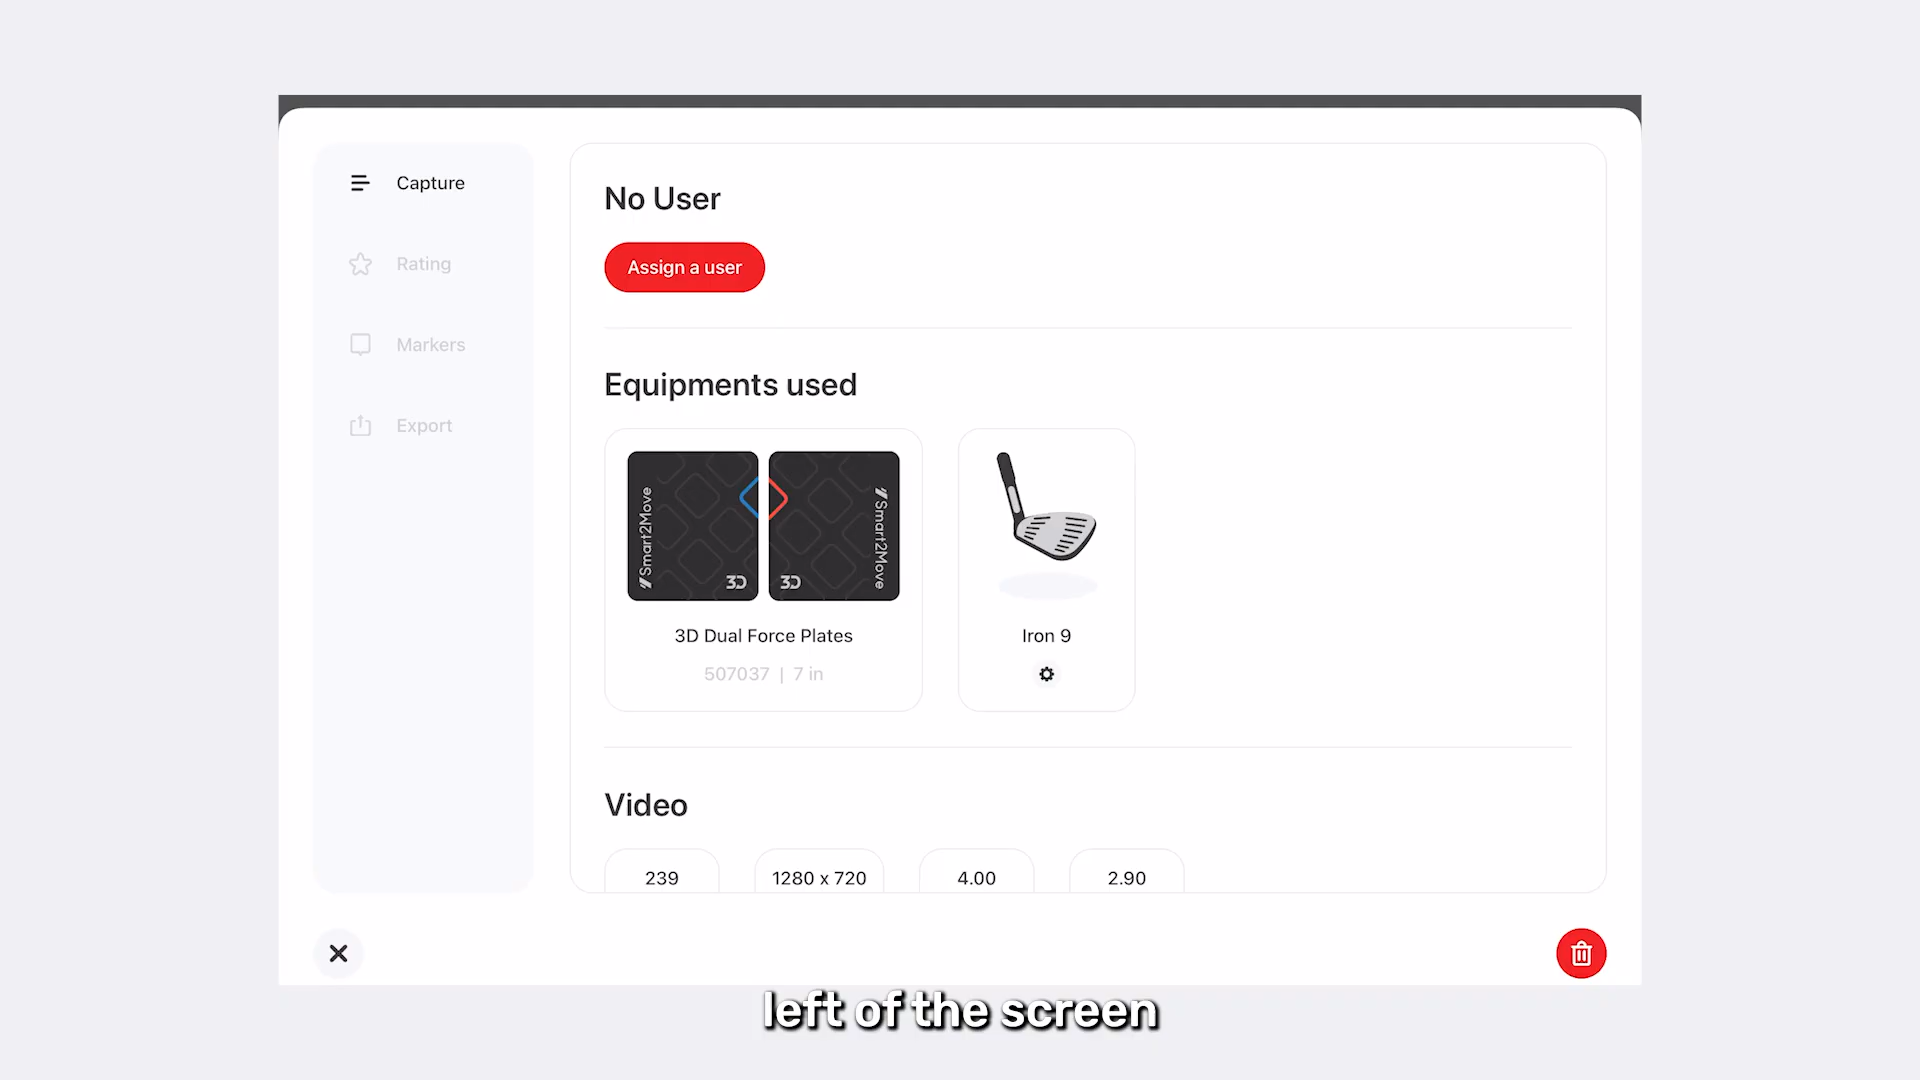 Capture
Rating
Markers
Export
No User
Assign a user
Equipments used
Smart2Move
3D
3D
Smart2Move
3D Dual Force Plates
507037 | 7 in
Iron 9
Video
239
1280 x 720
4.00
2.90
left of the screen